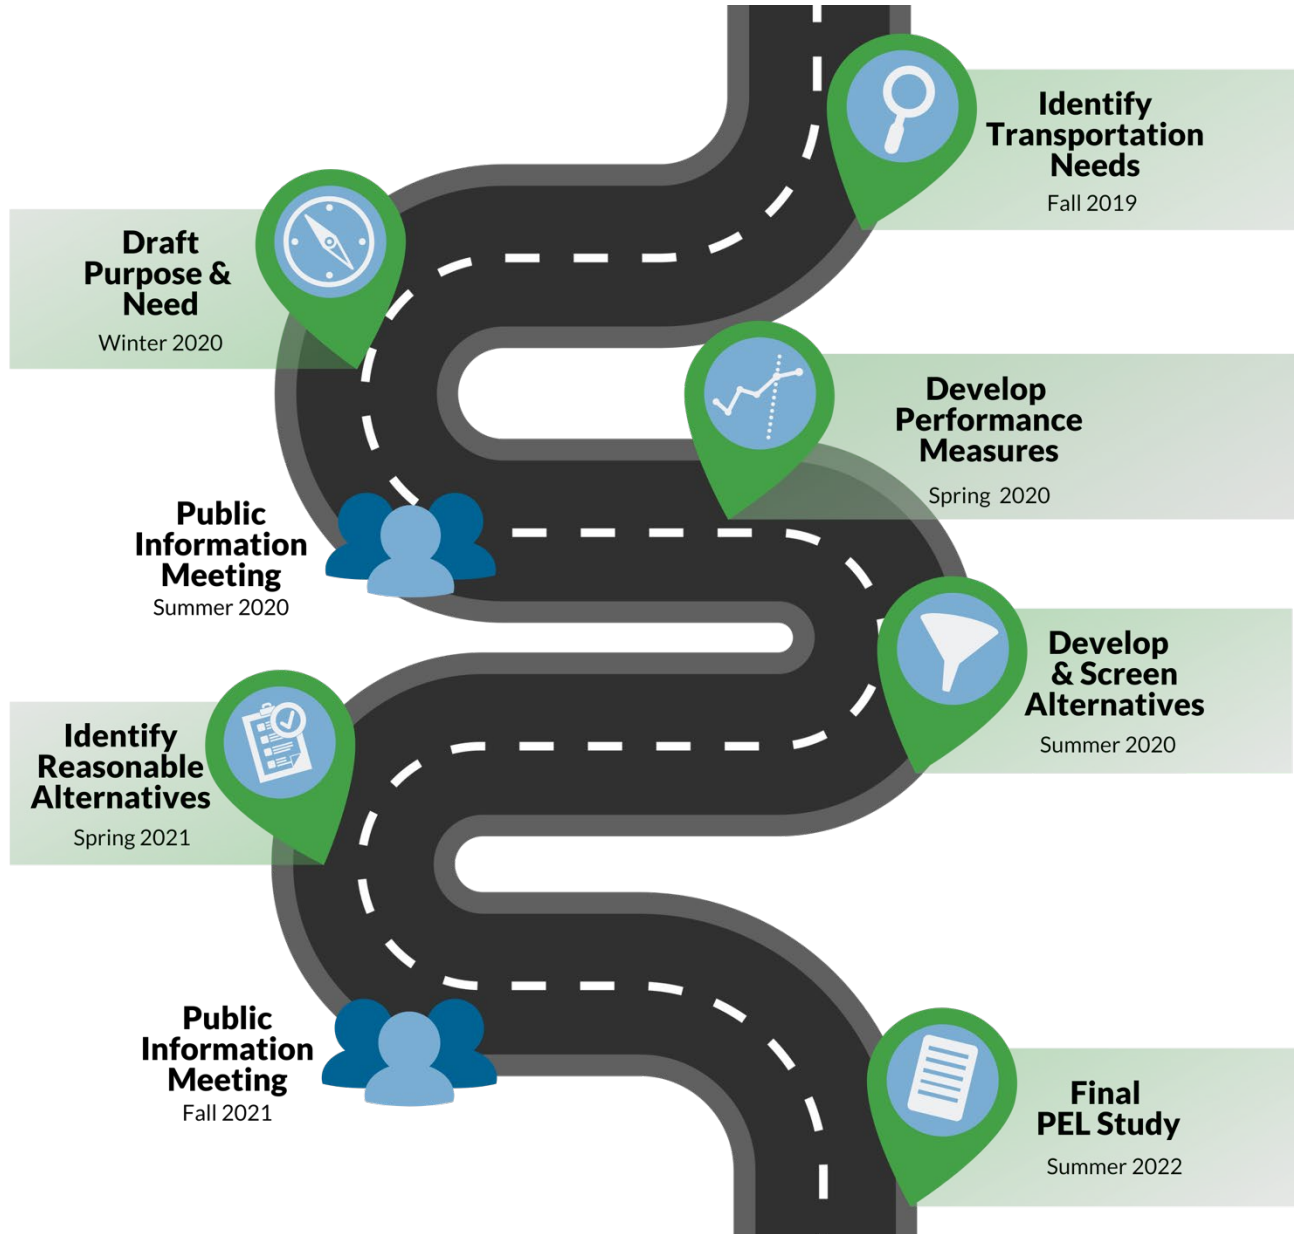 Identify
Transportation
Needs
Fall 2019
Draft
Purpose &
Need
Winter 2020
Develop
Performance
Measures
Spring 2020
Public
Information
Meeting
Summer 2020
Develop
& Screen
Alternatives
Summer 2020
Identify
Reasonable
Alternatives
Spring 2021
Public
Information
Meeting
Fall 2021
Final
PEL Study
Summer 2022